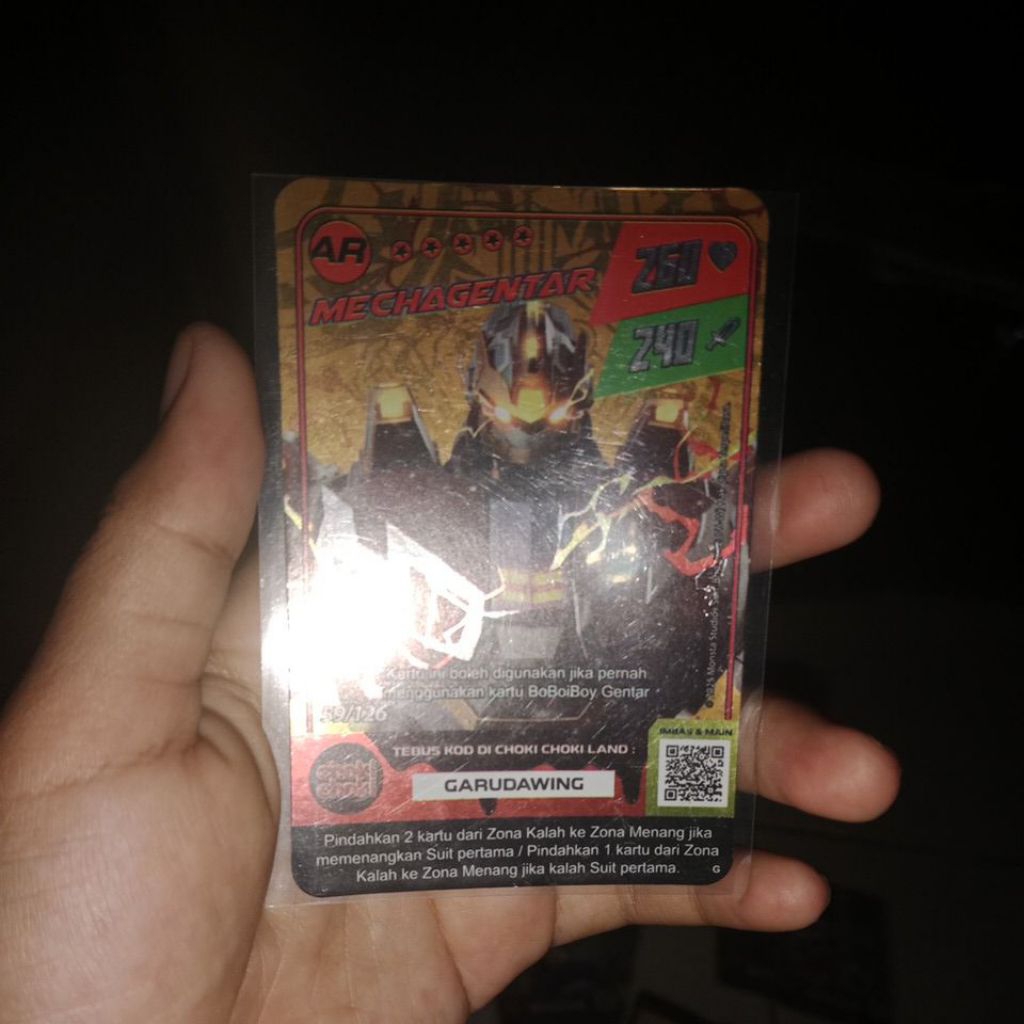 AR
260
MECHAGENTAR
240
Kartu ini boleh digunakan jika pernah
menggunakan kartu BoBoiBoy Gentar
59/126
IMBAS & MAIN
TEBUS KOD DI CHOKI CHOKI LAND :
GARUDAWING
Pindahkan 2 kartu dari Zona Kalah ke Zona Menang jika
memenangkan Suit pertama / Pindahkan 1 kartu dari Zona
Kalah ke Zona Menang jika kalah Suit pertama.
G